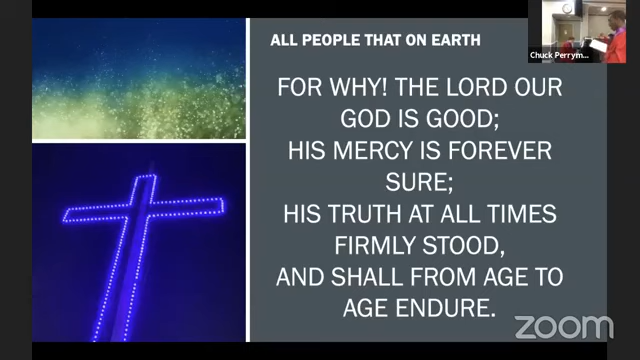 ALL PEOPLE THAT ON EARTH
FOR WHY! THE LORD OUR
GOD IS GOOD;
HIS MERCY IS FOREVER
SURE;
HIS TRUTH AT ALL TIMES
FIRMLY STOOD,
AND SHALL FROM AGE TO
AGE ENDURE.
Chuck Perrym...
zoom